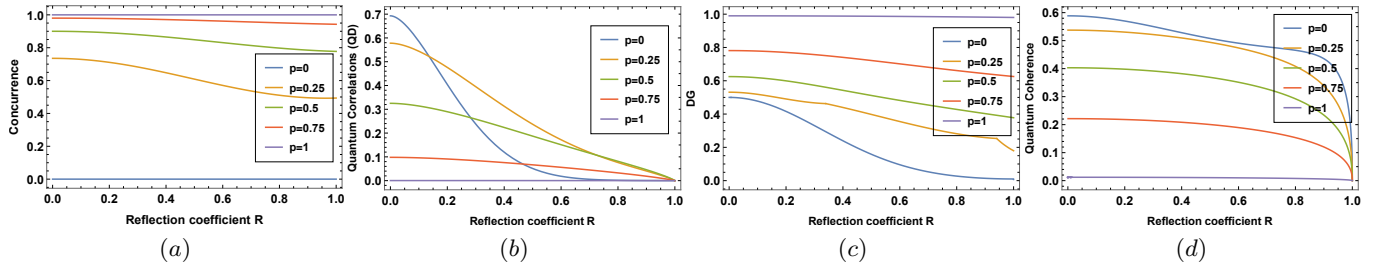 (a)
Concurrence
1.0
0.8
0.6
0.4
0.2
0.0
p=0
p=0.25
p=0.5
p=0.75
p=1
0.0 0.2 0.4 0.6 0.8 1.0
Reflection coefficient R
(b)
Quantum Correlations (QD)
0.7
0.6
0.5
0.4
0.3
0.2
0.1
0.0
p=0
p=0.25
p=0.5
p=0.75
p=1
0.0 0.2 0.4 0.6 0.8 1.0
Reflection coefficient R
(c)
DG
1.0
0.8
0.6
0.4
0.2
0.0
p=0
p=0.25
p=0.5
p=0.75
p=1
0.0 0.2 0.4 0.6 0.8 1.0
Reflection coefficient R
(d)
Quantum Coherence
0.6
0.5
0.4
0.3
0.2
0.1
0.0
p=0
p=0.25
p=0.5
p=0.75
p=1
0.0 0.2 0.4 0.6 0.8 1.0
Reflection coefficient R
(a) (b) (c) (d)